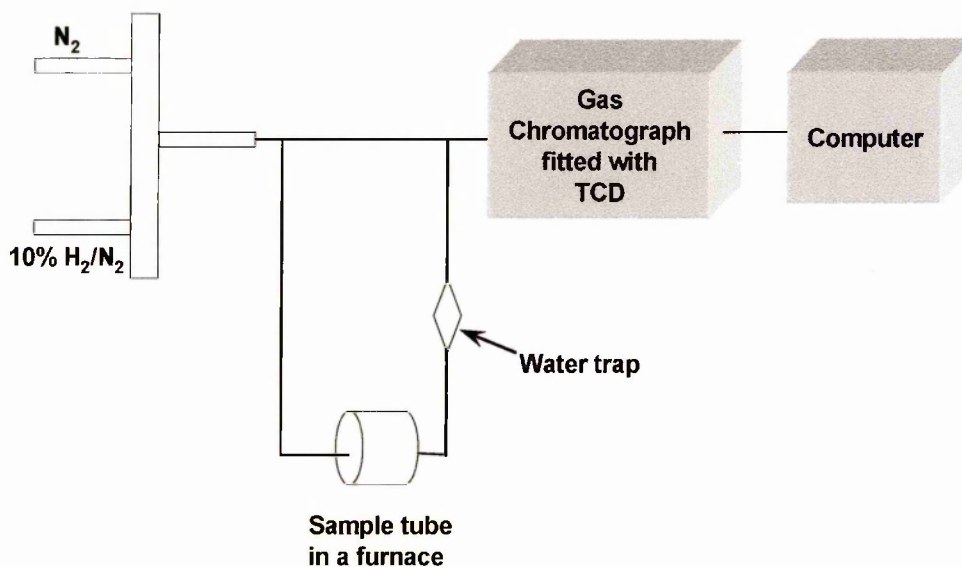 N₂
Gas
Chromatograph
fitted with
TCD
Computer
10% H₂/N₂
Water trap
Sample tube
in a furnace